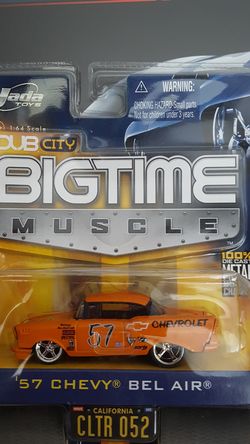 Jada
TOYS
WARNING:
CHOKING HAZARD-Small parts
Not for children under 3 years.
1:64 Scale
DUB CITY
BIGTIME
MUSCLE
TM
100%
DIE CAST
METAL
57
CHEVROLET
'57 CHEVY® BEL AIR®
CALIFORNIA
CLTR 052